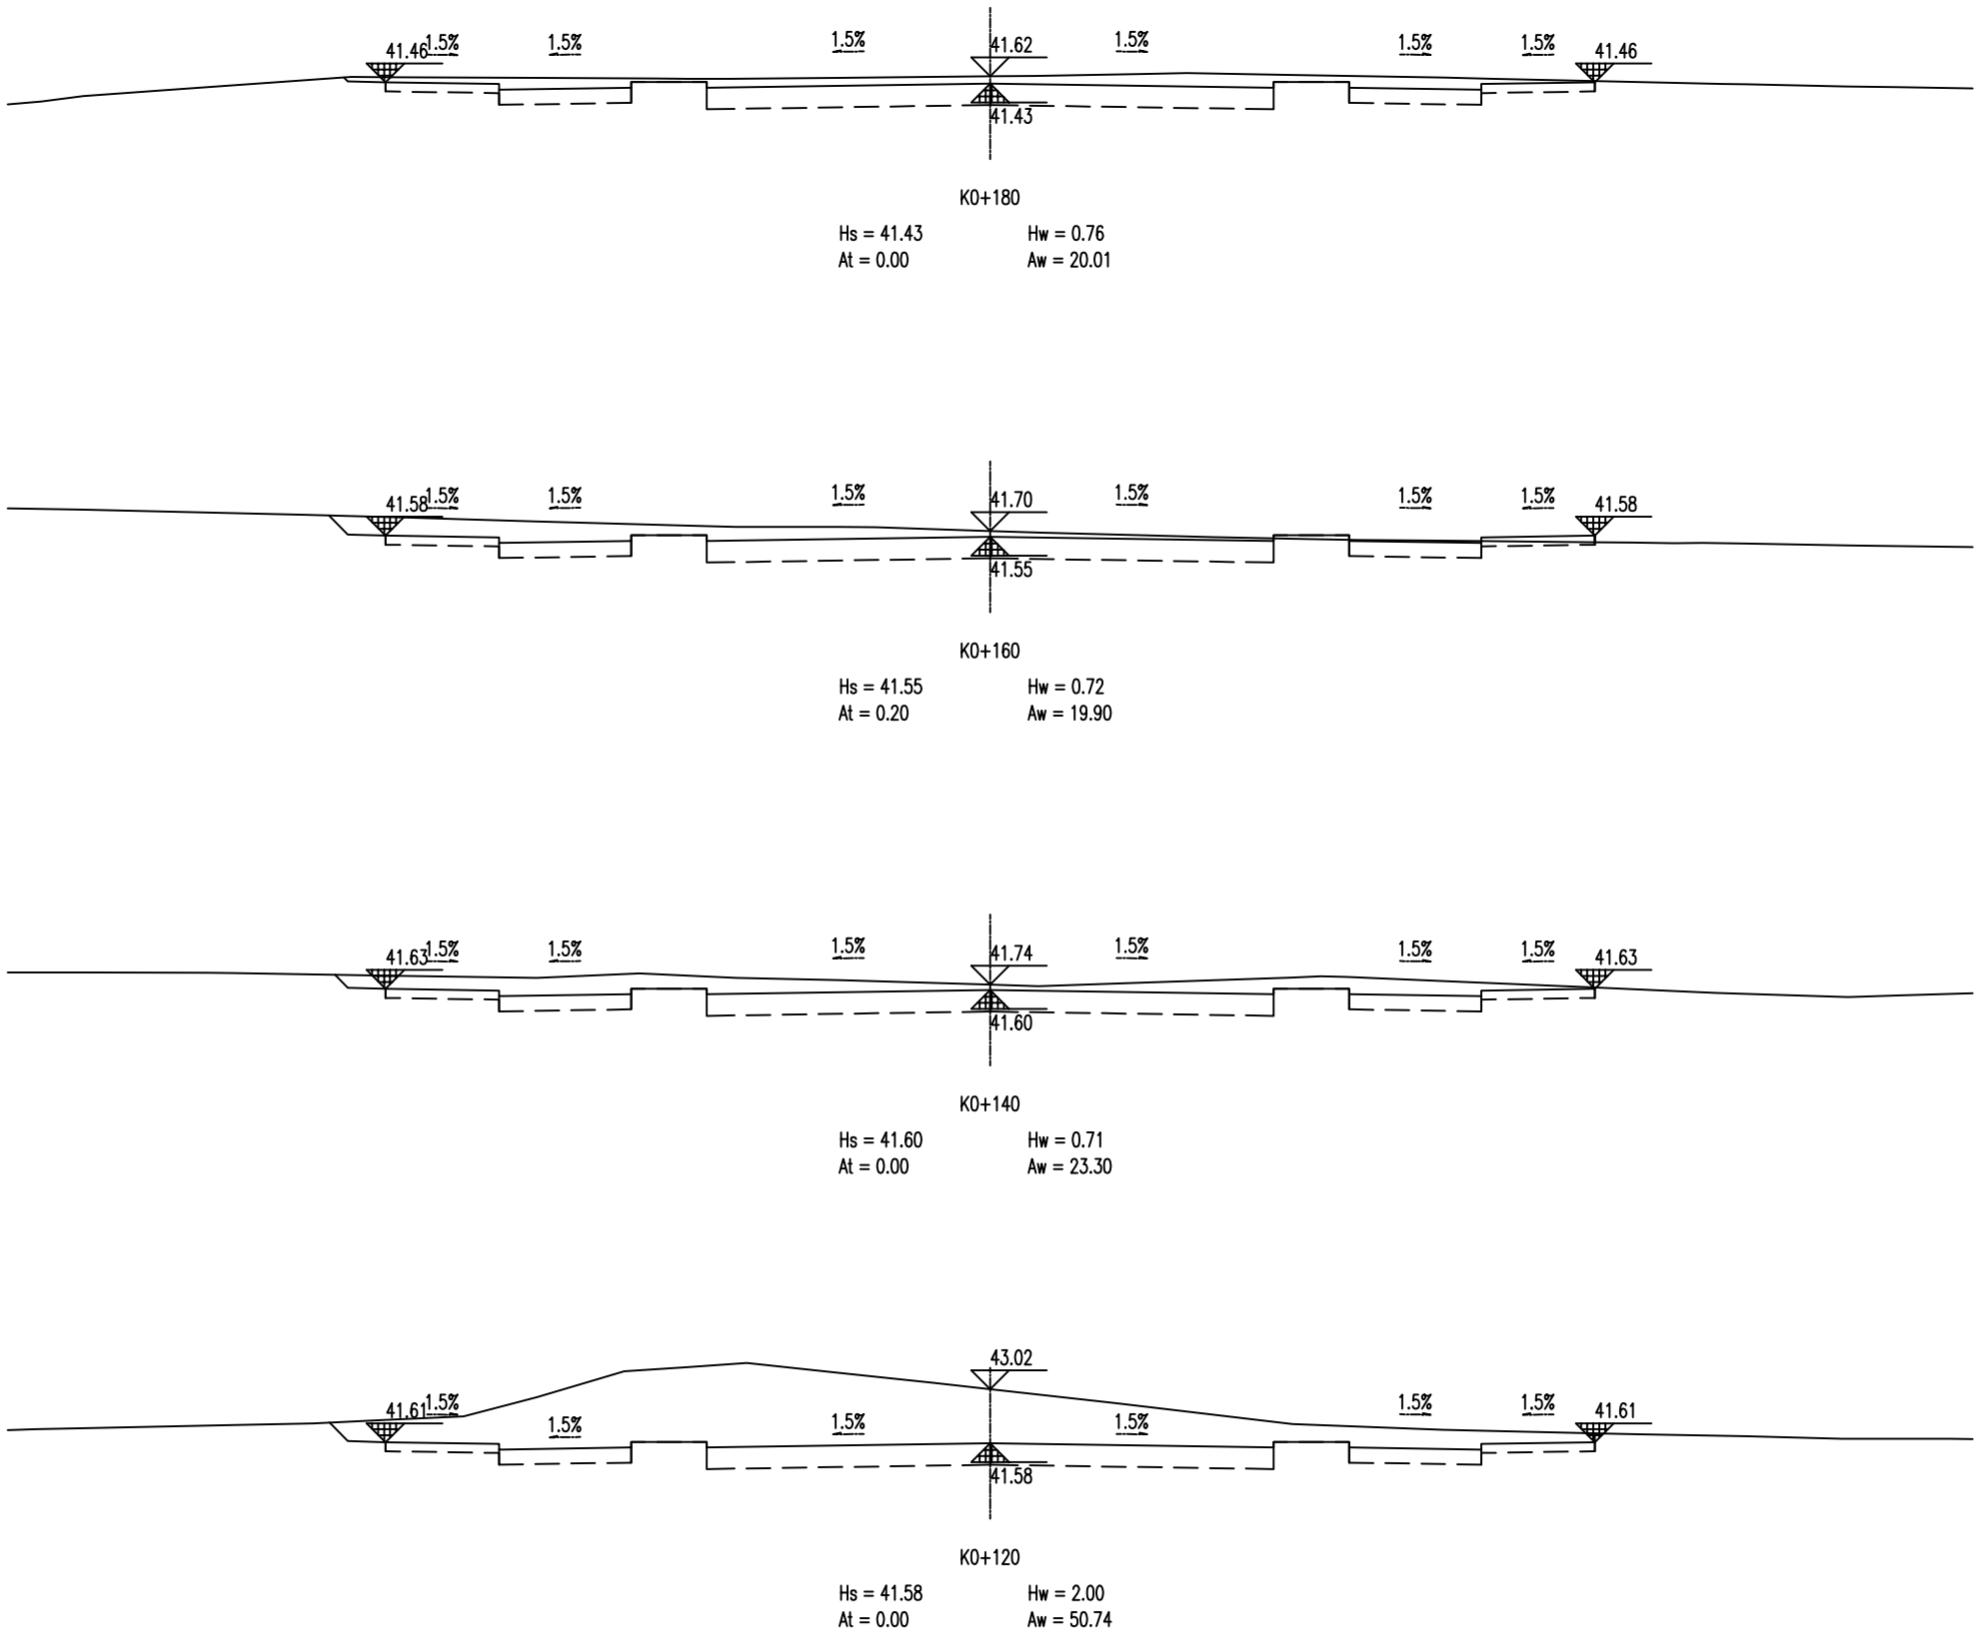 41.46 1.5% 1.5% 1.5% 41.62 1.5% 1.5% 1.5% 41.46
41.43
K0+180
Hs = 41.43 Hw = 0.76
At = 0.00 Aw = 20.01
41.58 1.5% 1.5% 1.5% 41.70 1.5% 1.5% 1.5% 41.58
41.55
K0+160
Hs = 41.55 Hw = 0.72
At = 0.20 Aw = 19.90
41.63 1.5% 1.5% 1.5% 41.74 1.5% 1.5% 1.5% 41.63
41.60
K0+140
Hs = 41.60 Hw = 0.71
At = 0.00 Aw = 23.30
43.02
41.61 1.5% 1.5% 1.5% 1.5% 1.5% 1.5% 41.61
41.58
K0+120
Hs = 41.58 Hw = 2.00
At = 0.00 Aw = 50.74